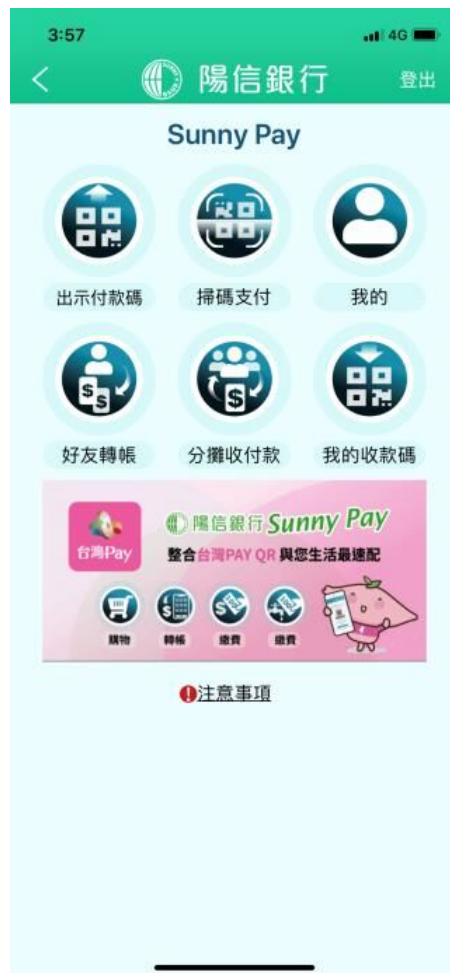 3:57
4G
陽信銀行
登出
Sunny Pay
出示付款碼
掃碼支付
我的
好友轉帳
分攤收付款
我的收款碼
台灣Pay
陽信銀行 Sunny Pay
整合台灣PAY QR 與您生活最速配
購物
轉帳
繳費
繳費
注意事項